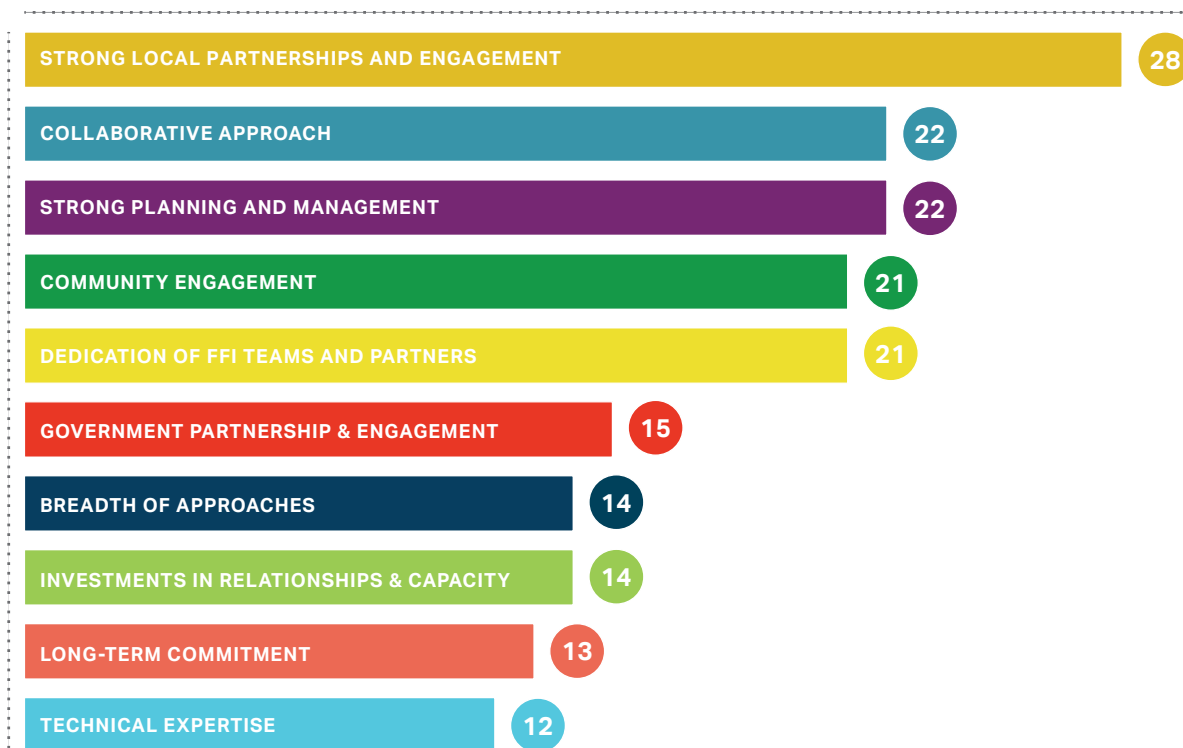 STRONG LOCAL PARTNERSHIPS AND ENGAGEMENT 28
COLLABORATIVE APPROACH 22
STRONG PLANNING AND MANAGEMENT 22
COMMUNITY ENGAGEMENT 21
DEDICATION OF FFI TEAMS AND PARTNERS 21
GOVERNMENT PARTNERSHIP & ENGAGEMENT 15
BREADTH OF APPROACHES 14
INVESTMENTS IN RELATIONSHIPS & CAPACITY 14
LONG-TERM COMMITMENT 13
TECHNICAL EXPERTISE 12